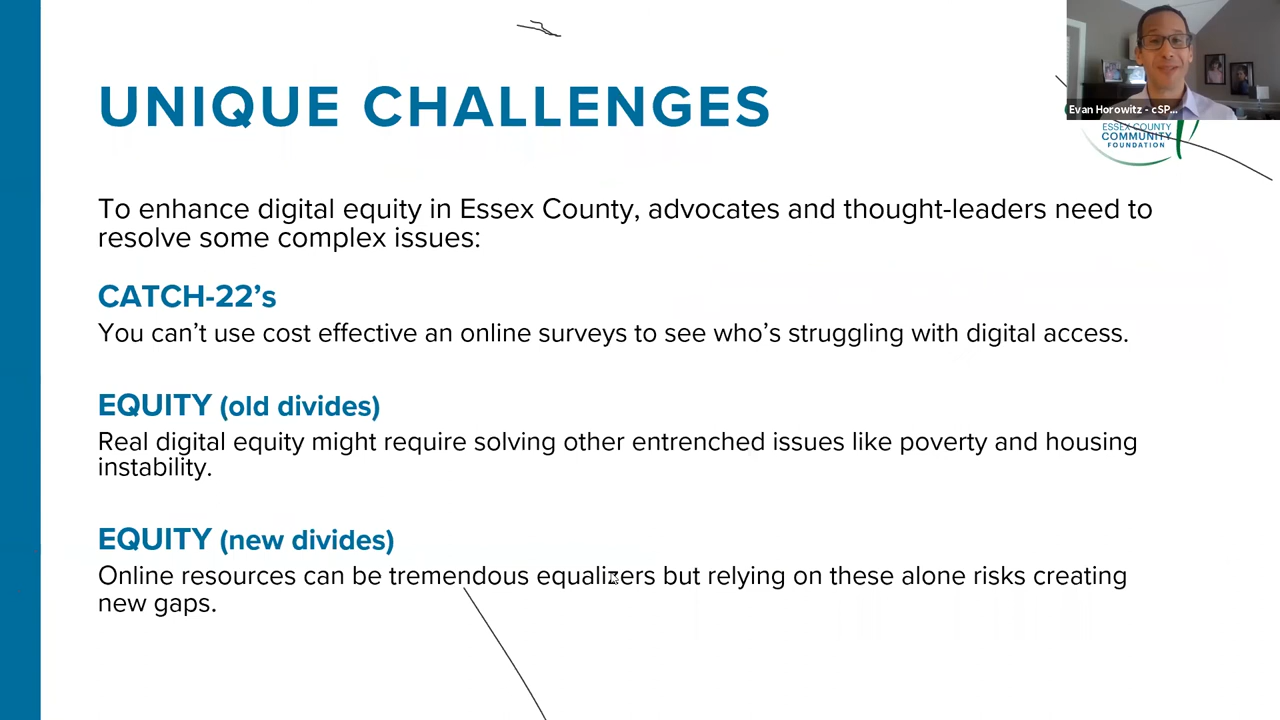 UNIQUE CHALLENGES
Evan Horowitz - cSP...
ESSEX COUNTY
COMMUNITY
FOUNDATION
To enhance digital equity in Essex County, advocates and thought-leaders need to
resolve some complex issues:
CATCH-22’s
You can’t use cost effective an online surveys to see who’s struggling with digital access.
EQUITY (old divides)
Real digital equity might require solving other entrenched issues like poverty and housing
instability.
EQUITY (new divides)
Online resources can be tremendous equalizers but relying on these alone risks creating
new gaps.